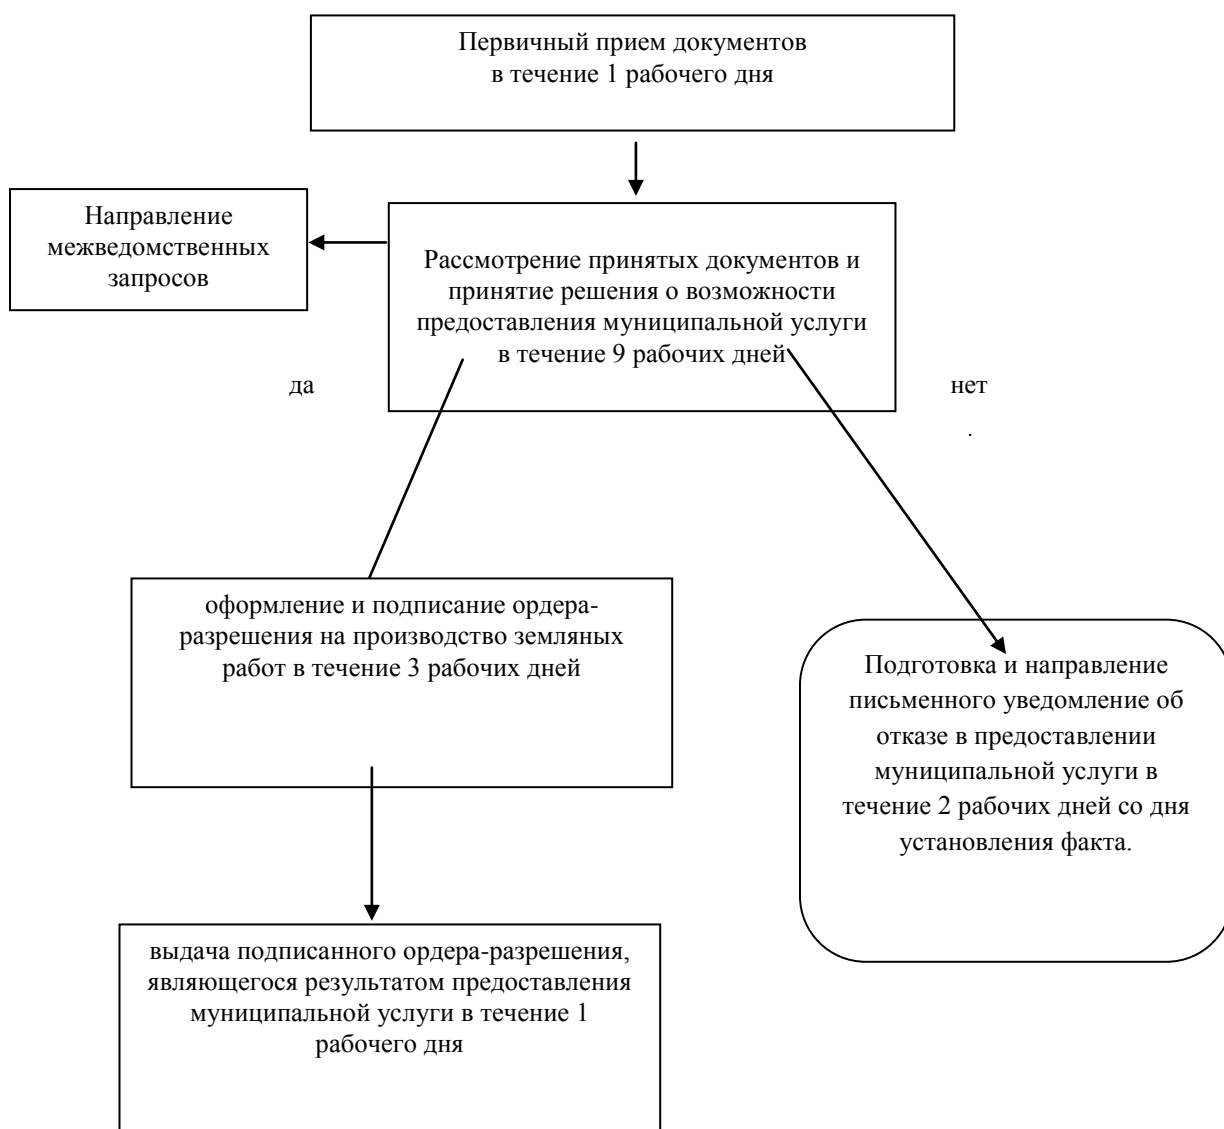 Первичный прием документов
в течение 1 рабочего дня
Направление
межведомственных
запросов
Рассмотрение принятых документов и
принятие решения о возможности
предоставления муниципальной услуги
в течение 9 рабочих дней
да
нет
.
оформление и подписание ордера-
разрешения на производство земляных
работ в течение 3 рабочих дней
Подготовка и направление
письменного уведомление об
отказе в предоставлении
муниципальной услуги в
течение 2 рабочих дней со дня
установления факта.
выдача подписанного ордера-разрешения,
являющегося результатом предоставления
муниципальной услуги в течение 1
рабочего дня